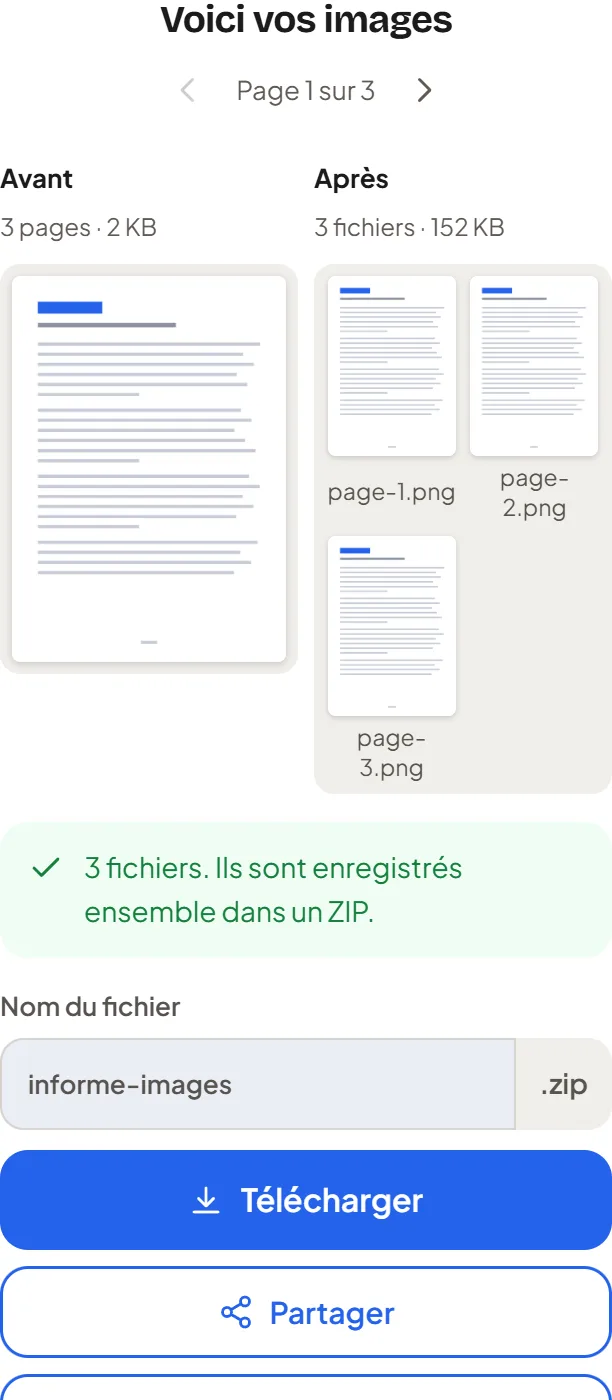 Voici vos images
Page 1 sur 3
Avant
3 pages · 2 KB
Après
3 fichiers · 152 KB
page-1.png
page-
2.png
page-
3.png
3 fichiers. Ils sont enregistrés
ensemble dans un ZIP.
Nom du fichier
informe-images
.zip
Télécharger
Partager